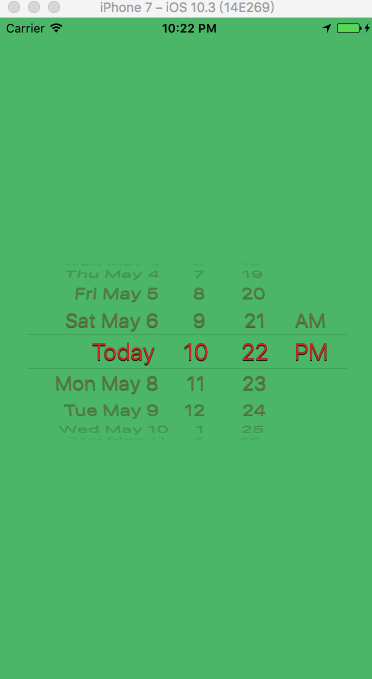 iPhone 7 – iOS 10.3 (14E269)
Carrier 10:22 PM
Thu May 4 7 19
Fri May 5 8 20
Sat May 6 9 21 AM
Today 10 22 PM
Mon May 8 11 23
Tue May 9 12 24
Wed May 10 1 25